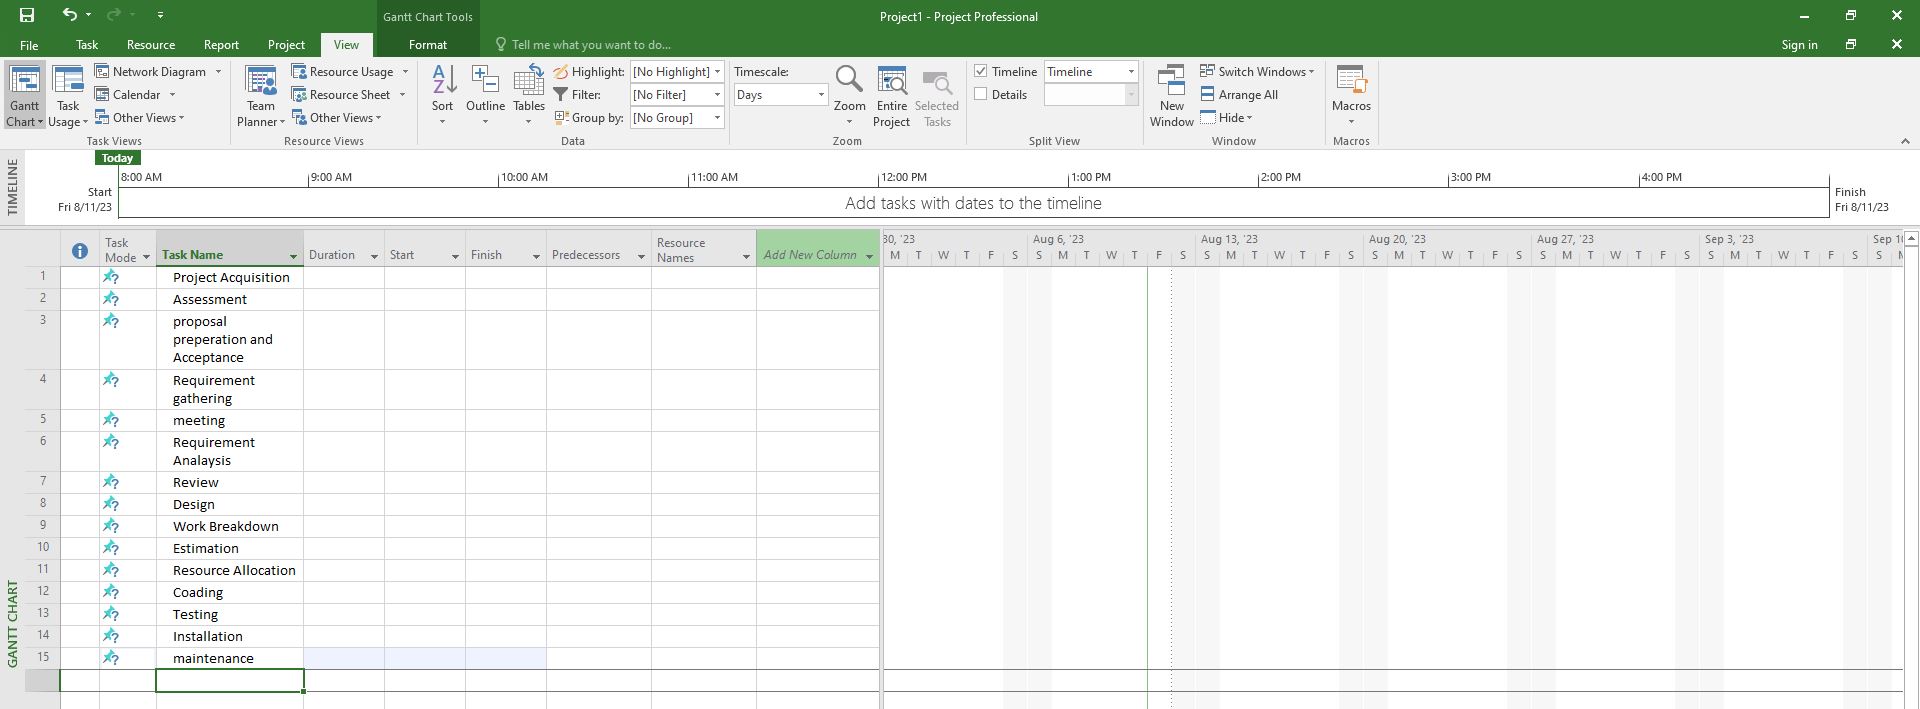 Gantt Chart Tools
Project1 - Project Professional
File Task Resource Report Project View Format Tell me what you want to do...
Sign in
Gantt Chart
Task Usage
Network Diagram
Calendar
Other Views
Task Views
Team Planner
Resource Usage
Resource Sheet
Other Views
Resource Views
Sort
Outline
Tables
Highlight: [No Highlight]
Filter: [No Filter]
Group by: [No Group]
Data
Timescale:
Days
Zoom
Entire Project
Selected Tasks
Zoom
Timeline Timeline
Details
Split View
New Window
Switch Windows
Arrange All
Hide
Window
Macros
Macros
TIMELINE
Today
8:00 AM 9:00 AM 10:00 AM 11:00 AM 12:00 PM 1:00 PM 2:00 PM 3:00 PM 4:00 PM
Start
Fri 8/11/23
Add tasks with dates to the timeline
Finish
Fri 8/11/23
Task Mode Task Name Duration Start Finish Predecessors Resource Names Add New Column
30, '23 Aug 6, '23 Aug 13, '23 Aug 20, '23 Aug 27, '23 Sep 3, '23 Sep 1
M T W T F S S M T W T F S S M T W T F S S M T W T F S S M T W T F S S M T W T F S S
1 Project Acquisition
2 Assessment
3 proposal
preperation and
Acceptance
4 Requirement
gathering
5 meeting
6 Requirement
Analaysis
7 Review
8 Design
9 Work Breakdown
10 Estimation
11 Resource Allocation
12 Coading
13 Testing
14 Installation
15 maintenance
GANTT CHART